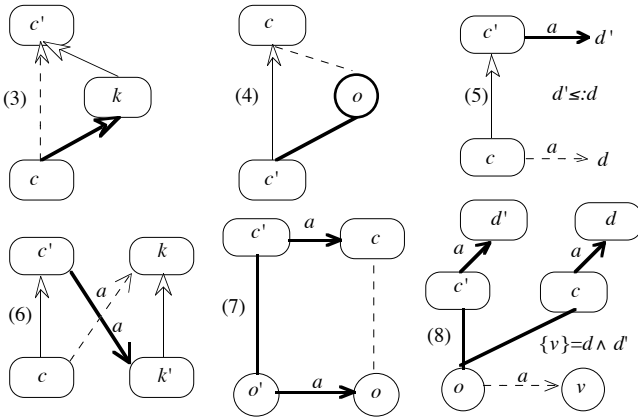 c'
(3)
k
c
c
(4)
o
c'
c'
a
d'
(5)
d'≤:d
c
a
d
c'
k
(6)
a
a
c
k'
c'
a
c
(7)
o'
a
o
d'
d
a
a
c'
c
(8)
{v}=d ∧ d'
o
a
v